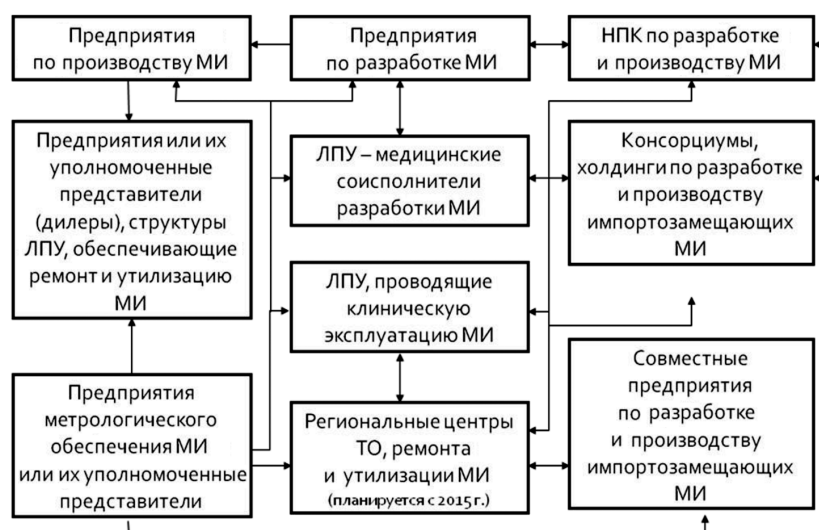 Предприятия
по производству МИ
Предприятия
по разработке МИ
НПК по разработке
и производству МИ
Предприятия или их
уполномоченные
представители
(дилеры), структуры
ЛПУ, обеспечивающие
ремонт и утилизацию
МИ
ЛПУ – медицинские
соисполнители
разработки МИ
Консорциумы,
холдинги по разработке
и производству
импортозамещающих
МИ
ЛПУ, проводящие
клиническую
эксплуатацию МИ
Предприятия
метрологического
обеспечения МИ
или их уполномоченные
представители
Региональные центры
ТО, ремонта
и утилизации МИ
(планируется с 2015 г.)
Совместные
предприятия
по разработке
и производству
импортозамещающих
МИ